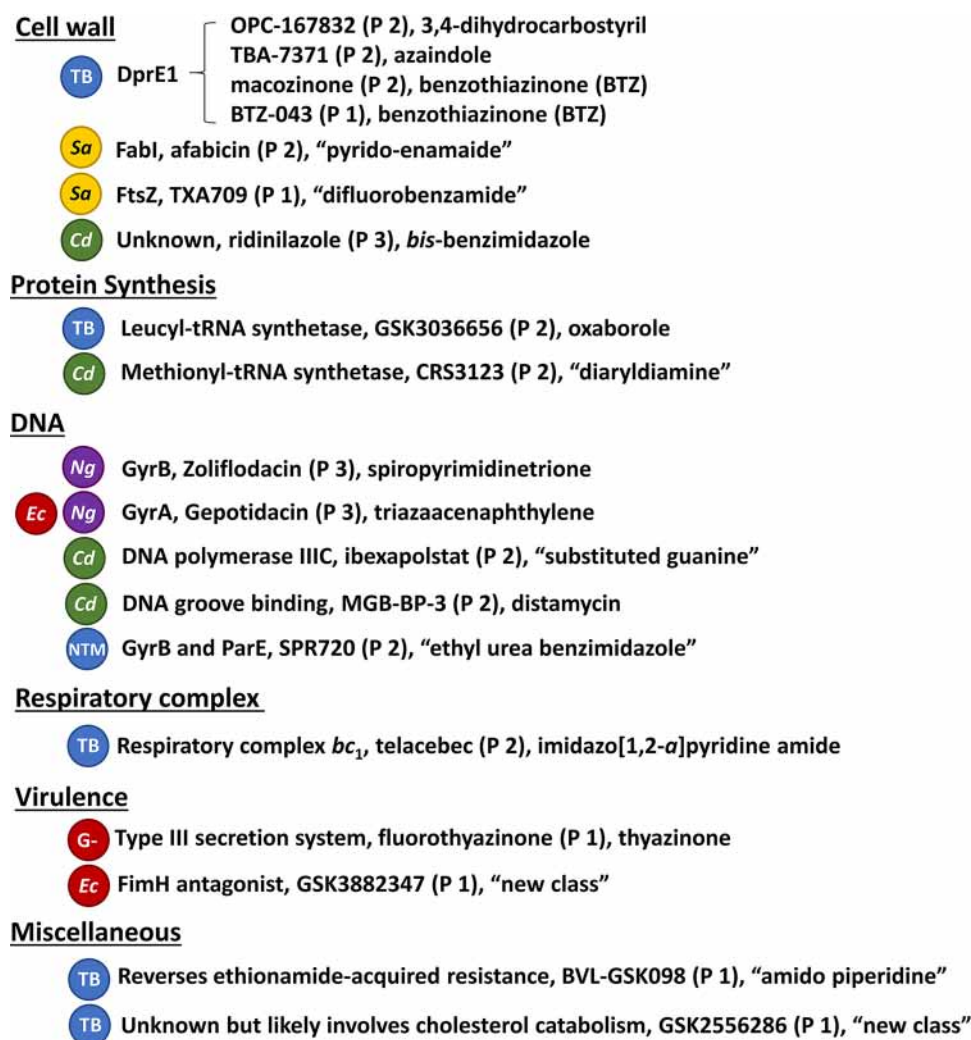 Cell wall
OPC-167832 (P 2), 3,4-dihydrocarbostyril
TBA-7371 (P 2), azaindole
TB DprE1
macozinone (P 2), benzothiazinone (BTZ)
BTZ-043 (P 1), benzothiazinone (BTZ)
Sa FabI, afabicin (P 2), “pyrido-enamaide”
Sa FtsZ, TXA709 (P 1), “difluorobenzamide”
Cd Unknown, ridinilazole (P 3), bis-benzimidazole
Protein Synthesis
TB Leucyl-tRNA synthetase, GSK3036656 (P 2), oxaborole
Cd Methionyl-tRNA synthetase, CRS3123 (P 2), “diaryldiamine”
DNA
Ng GyrB, Zoliflodacin (P 3), spiropyrimidinetrione
Ec Ng GyrA, Gepotidacin (P 3), triazaacenaphthylene
Cd DNA polymerase IIIC, ibexapolstat (P 2), “substituted guanine”
Cd DNA groove binding, MGB-BP-3 (P 2), distamycin
NTM GyrB and ParE, SPR720 (P 2), “ethyl urea benzimidazole”
Respiratory complex
TB Respiratory complex bc1, telacebec (P 2), imidazo[1,2-a]pyridine amide
Virulence
G- Type III secretion system, fluorothyazinone (P 1), thyazinone
Ec FimH antagonist, GSK3882347 (P 1), “new class”
Miscellaneous
TB Reverses ethionamide-acquired resistance, BVL-GSK098 (P 1), “amido piperidine”
TB Unknown but likely involves cholesterol catabolism, GSK2556286 (P 1), “new class”